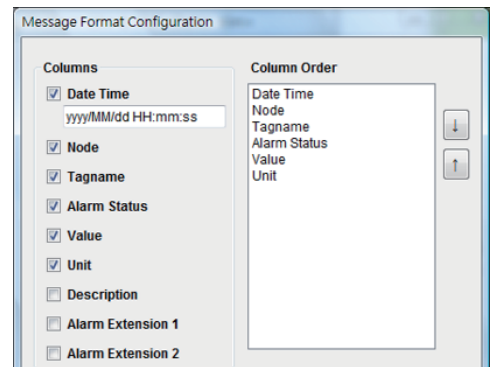 Message Format Configuration
Columns
Date Time
yyyy/MM/dd HH:mm:ss
Node
Tagname
Alarm Status
Value
Unit
Description
Alarm Extension 1
Alarm Extension 2
Column Order
Date Time
Node
Tagname
Alarm Status
Value
Unit
↓
↑